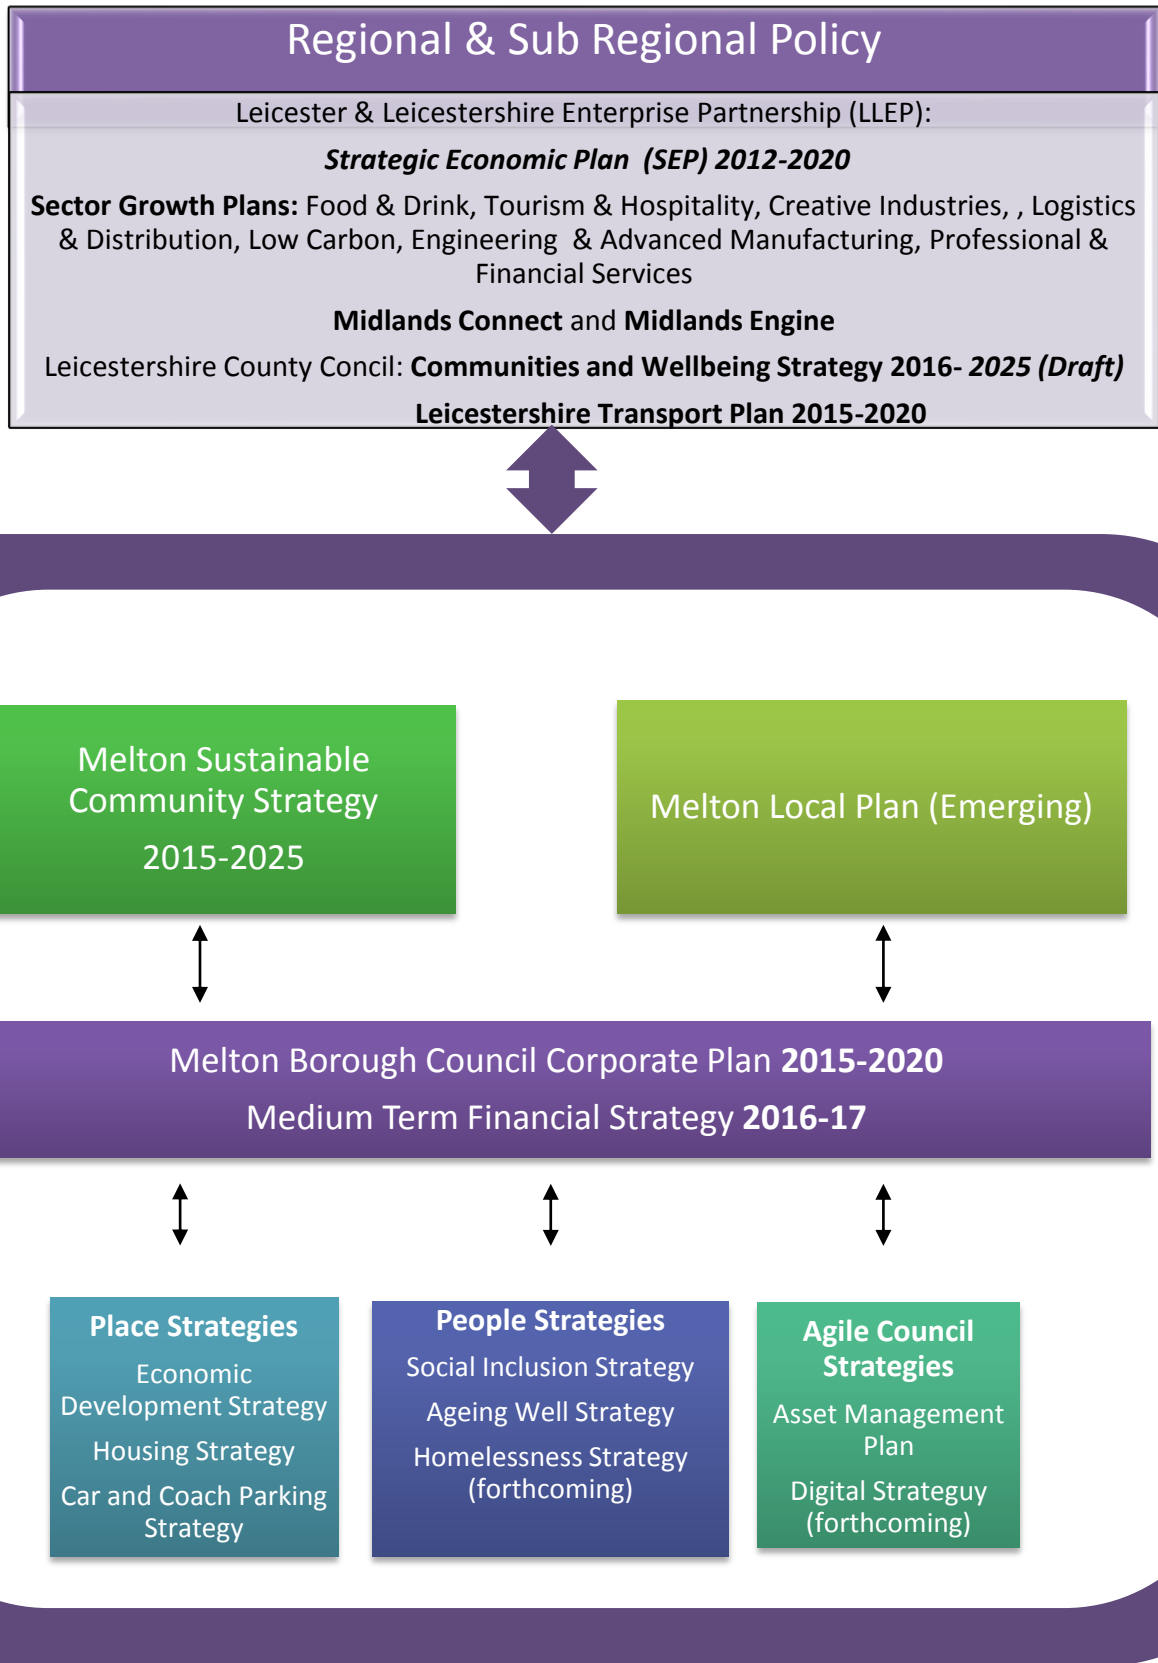 Regional & Sub Regional Policy
Leicester & Leicestershire Enterprise Partnership (LLEP):
Strategic Economic Plan (SEP) 2012-2020
Sector Growth Plans: Food & Drink, Tourism & Hospitality, Creative Industries, , Logistics
& Distribution, Low Carbon, Engineering & Advanced Manufacturing, Professional &
Financial Services
Midlands Connect and Midlands Engine
Leicestershire County Concil: Communities and Wellbeing Strategy 2016- 2025 (Draft)
Leicestershire Transport Plan 2015-2020
Melton Sustainable
Community Strategy
2015-2025
Melton Local Plan (Emerging)
Melton Borough Council Corporate Plan 2015-2020
Medium Term Financial Strategy 2016-17
Place Strategies
Economic
Development Strategy
Housing Strategy
Car and Coach Parking
Strategy
People Strategies
Social Inclusion Strategy
Ageing Well Strategy
Homelessness Strategy
(forthcoming)
Agile Council
Strategies
Asset Management
Plan
Digital Strateguy
(forthcoming)